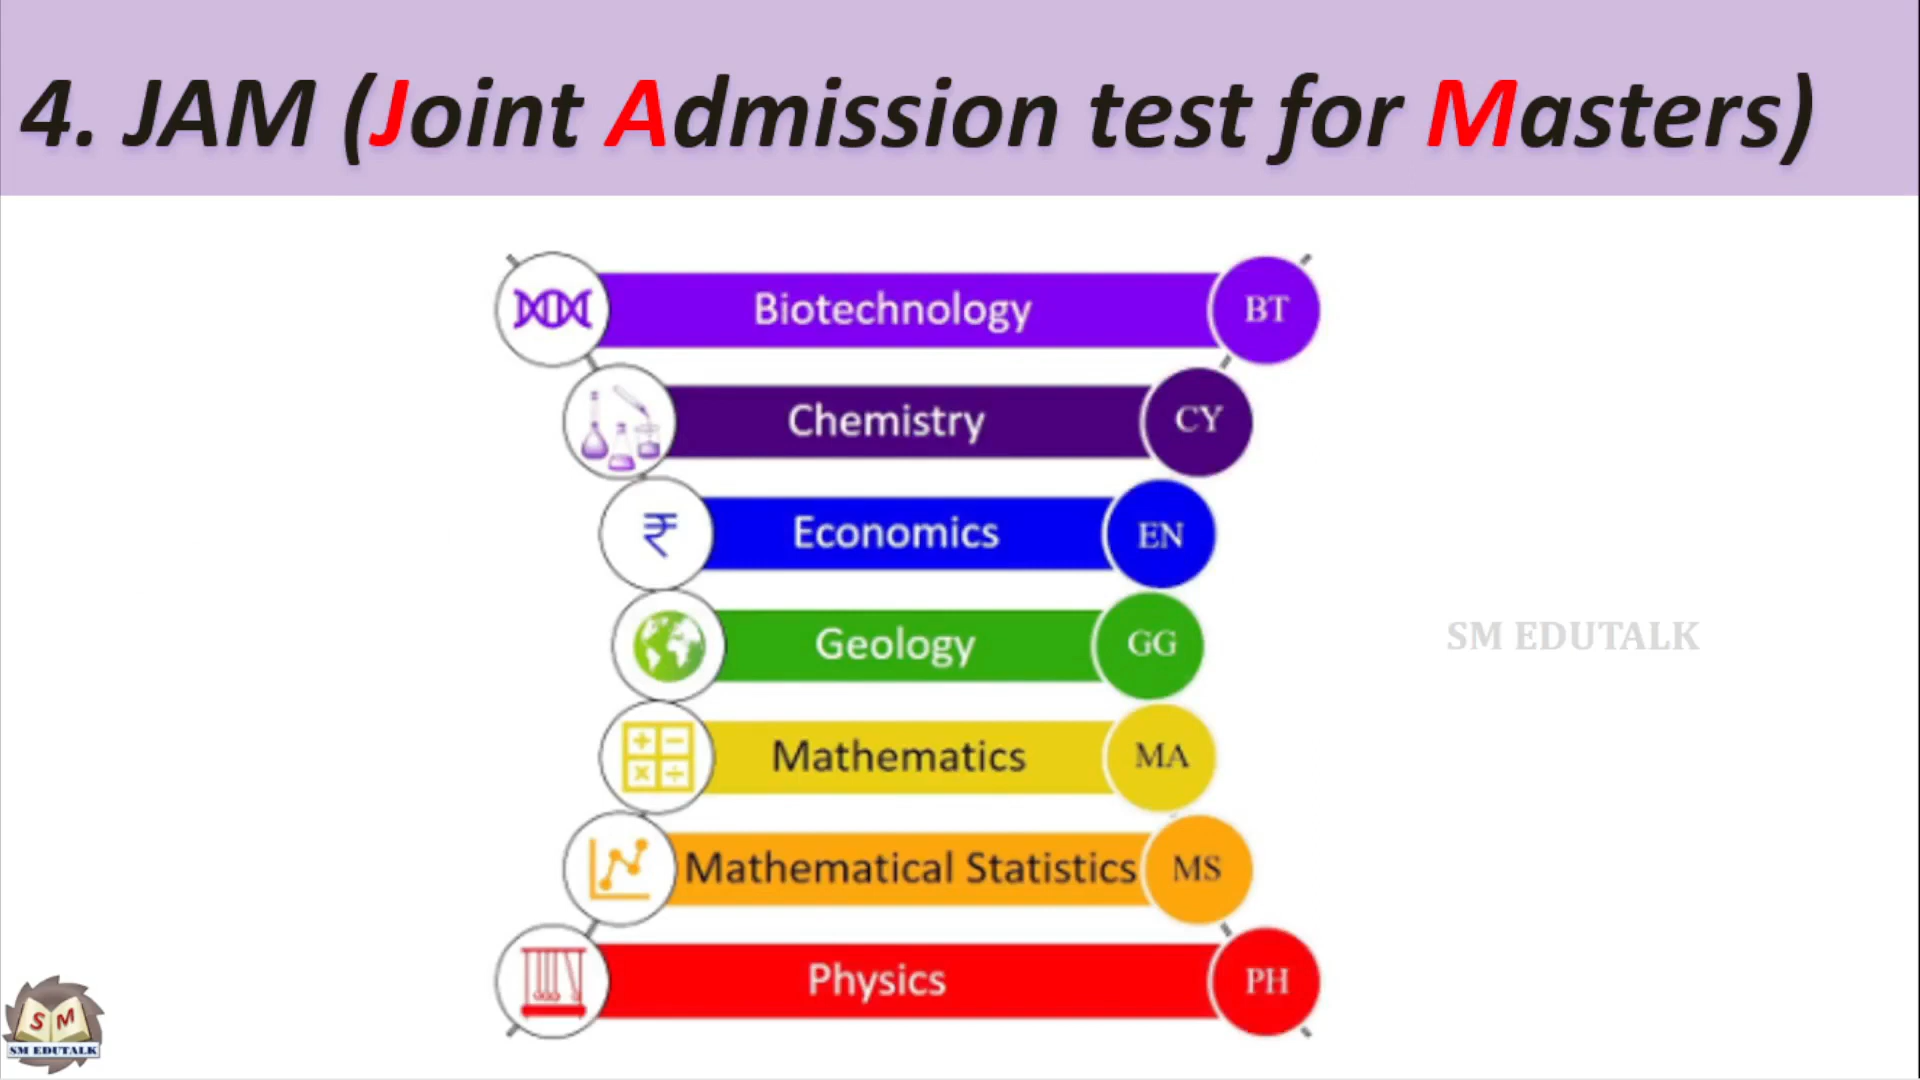 4. JAM (Joint Admission test for Masters)
Biotechnology BT
Chemistry CY
₹ Economics EN
Geology GG
SM EDUTALK
Mathematics MA
Mathematical Statistics MS
Physics PH
S M
SM EDUTALK